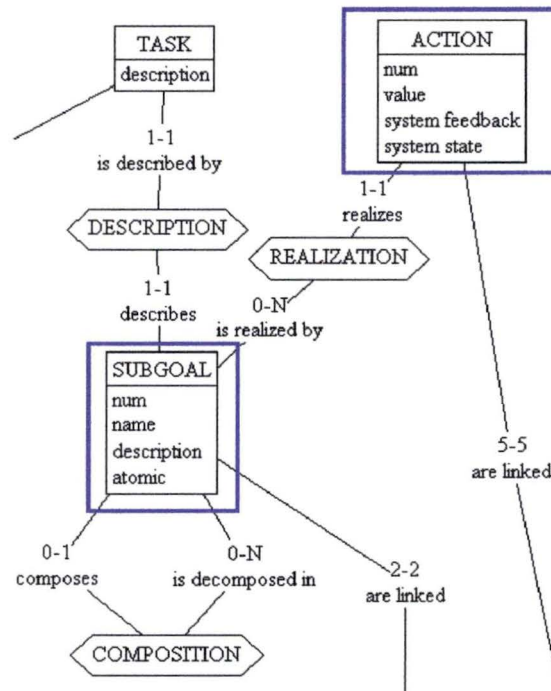 TASK
description
1-1
is described by
DESCRIPTION
1-1
describes
ACTION
num
value
system feedback
system state
1-1
realizes
REALIZATION
0-N
is realized by
SUBGOAL
num
name
description
atomic
0-1
composes
0-N
is decomposed in
COMPOSITION
2-2
are linked
5-5
are linked